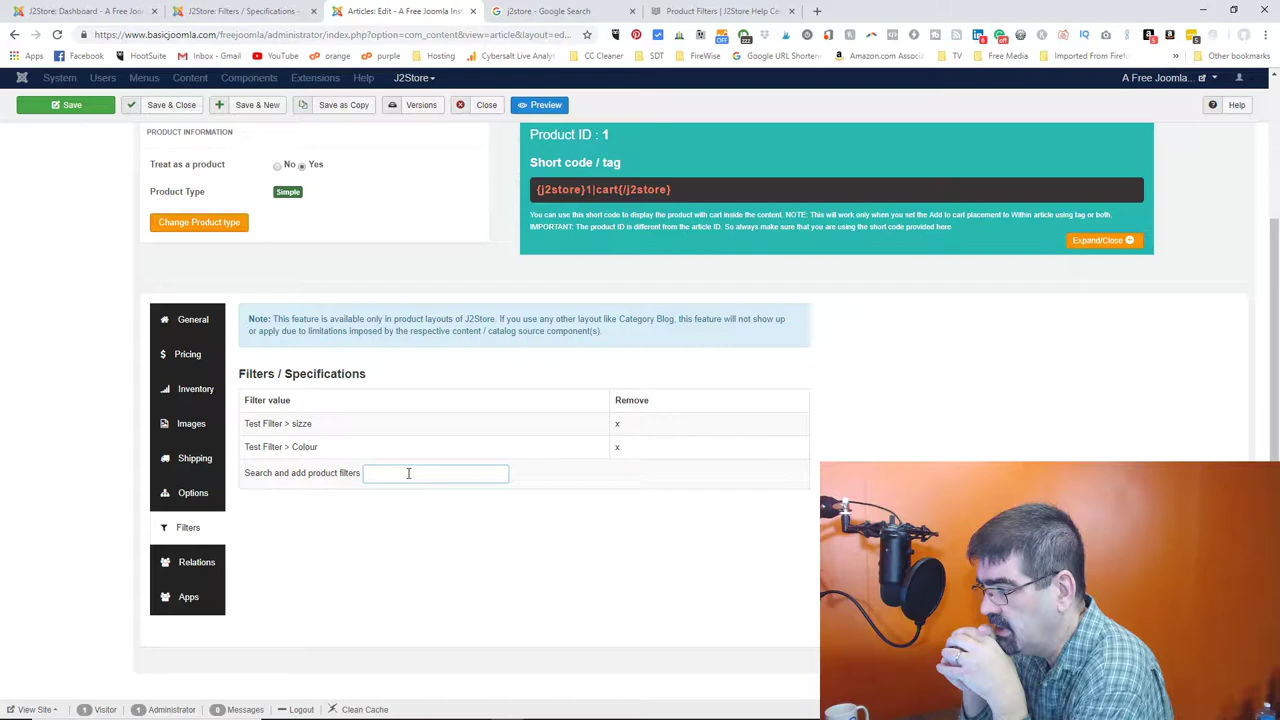 J2Store: Dashboard - A Free Joom
J2Store: Filters / Specifications -
Articles: Edit - A Free Joomla Inst
j2store - Google Search
Product Filters | J2Store Help Ce
https://www.basicjoomla.com/freejoomla/administrator/index.php?option=com_content&view=article&layout=ed...
Apps Facebook HootSuite Inbox - Gmail YouTube orange purple Hosting Cybersalt Live Analy CC Cleaner SDT FireWise Google URL Shorten Amazon.com Associ TV Free Media Imported From Firefox Other bookmarks
System Users Menus Content Components Extensions Help J2Store A Free Joomla...
Save Save & Close Save & New Save as Copy Versions Close Preview Help
PRODUCT INFORMATION
Treat as a product No Yes
Product Type Simple
Change Product type
Product ID : 1
Short code / tag
{j2store}1|cart{/j2store}
You can use this short code to display the product with cart inside the content. NOTE: This will work only when you set the Add to cart placement to Within article using tag or both.
IMPORTANT: The product ID is different from the article ID. So always make sure that you are using the short code provided here
Expand/Close
General
Pricing
Inventory
Images
Shipping
Options
Filters
Relations
Apps
Note: This feature is available only in product layouts of J2Store. If you use any other layout like Category Blog, this feature will not show up
or apply due to limitations imposed by the respective content / catalog source component(s).
Filters / Specifications
Filter value Remove
Test Filter > sizze x
Test Filter > Colour x
Search and add product filters
View Site 1 Visitor 1 Administrator 0 Messages Logout Clean Cache